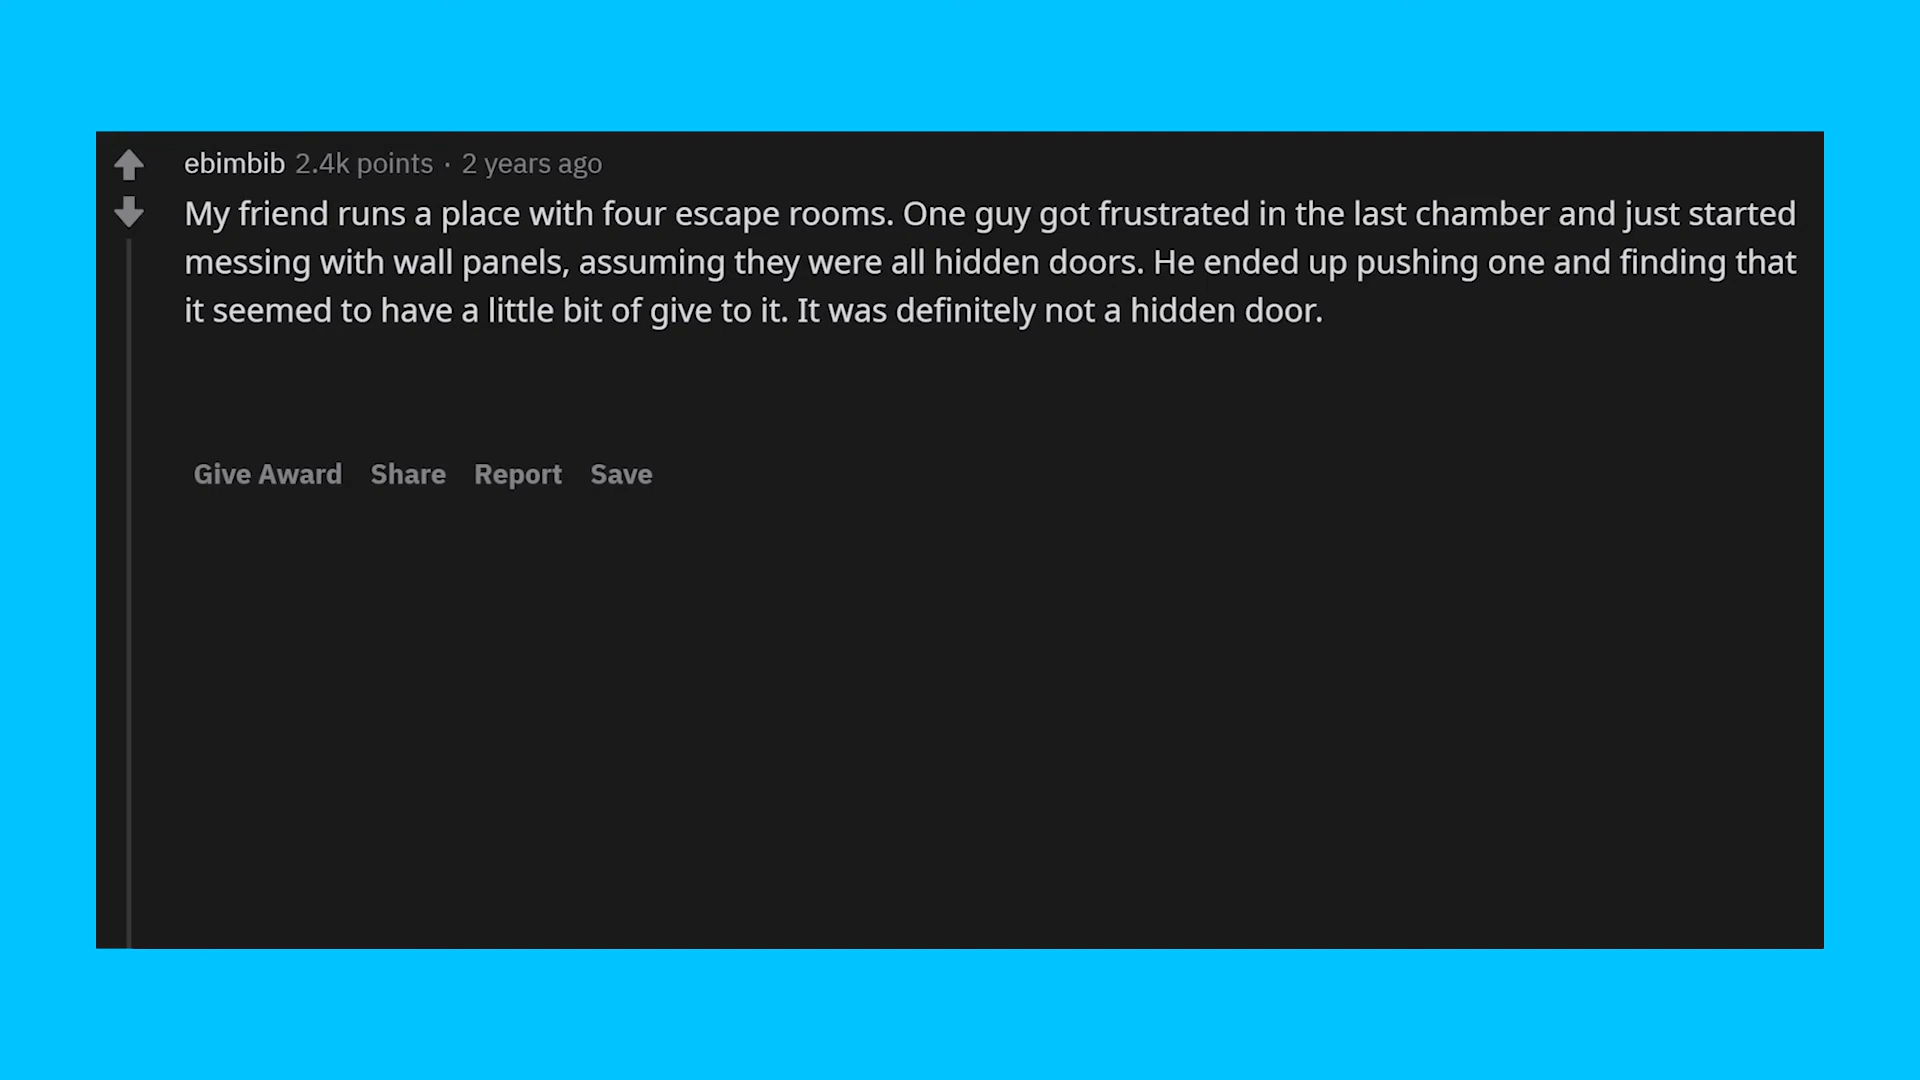 ebimbib 2.4k points · 2 years ago
My friend runs a place with four escape rooms. One guy got frustrated in the last chamber and just started
messing with wall panels, assuming they were all hidden doors. He ended up pushing one and finding that
it seemed to have a little bit of give to it. It was definitely not a hidden door.
Give Award Share Report Save